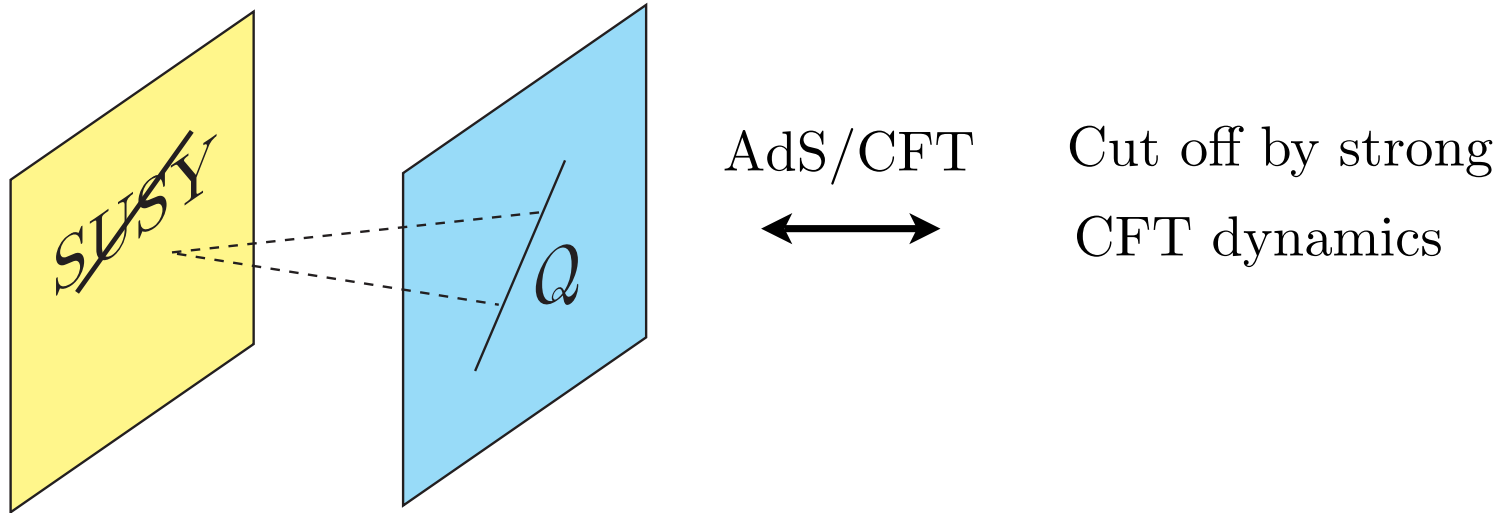 SUSY
Q
AdS/CFT
Cut off by strong
CFT dynamics